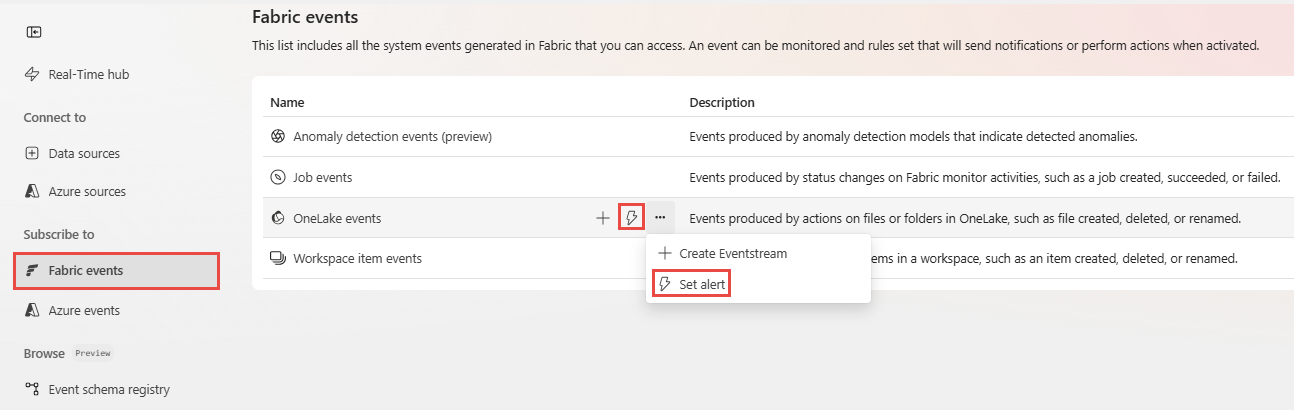 Fabric events
This list includes all the system events generated in Fabric that you can access. An event can be monitored and rules set that will send notifications or perform actions when activated.
Real-Time hub
Connect to
Data sources
Azure sources
Subscribe to
Fabric events
Azure events
Browse Preview
Event schema registry
Name Description
Anomaly detection events (preview) Events produced by anomaly detection models that indicate detected anomalies.
Job events Events produced by status changes on Fabric monitor activities, such as a job created, succeeded, or failed.
OneLake events Events produced by actions on files or folders in OneLake, such as file created, deleted, or renamed.
Workspace item events ems in a workspace, such as an item created, deleted, or renamed.
Create Eventstream
Set alert